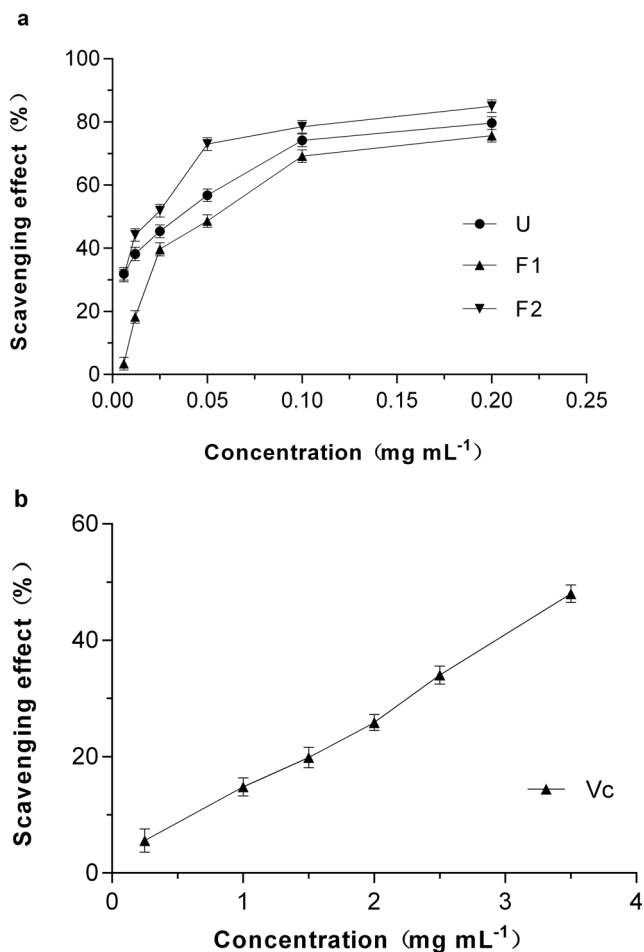 a
100
80
60
40
20
0
Scavenging effect (%)
U
F1
F2
0.00 0.05 0.10 0.15 0.20 0.25
Concentration (mg mL⁻¹)
b
60
40
20
0
Scavenging effect (%)
Vc
0 1 2 3 4
Concentration (mg mL⁻¹)